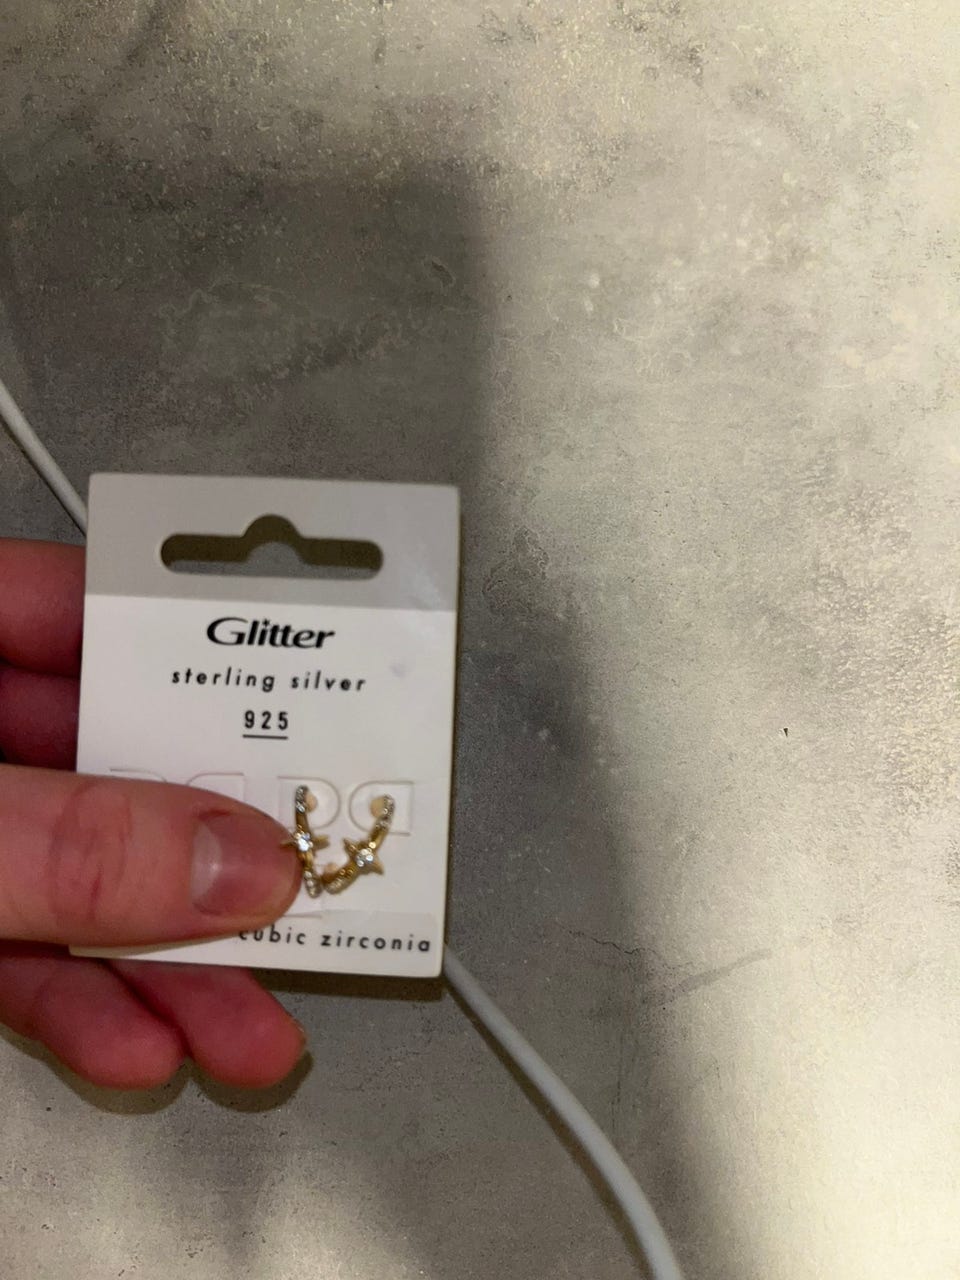 Glitter
sterling silver
925
cubic zirconia